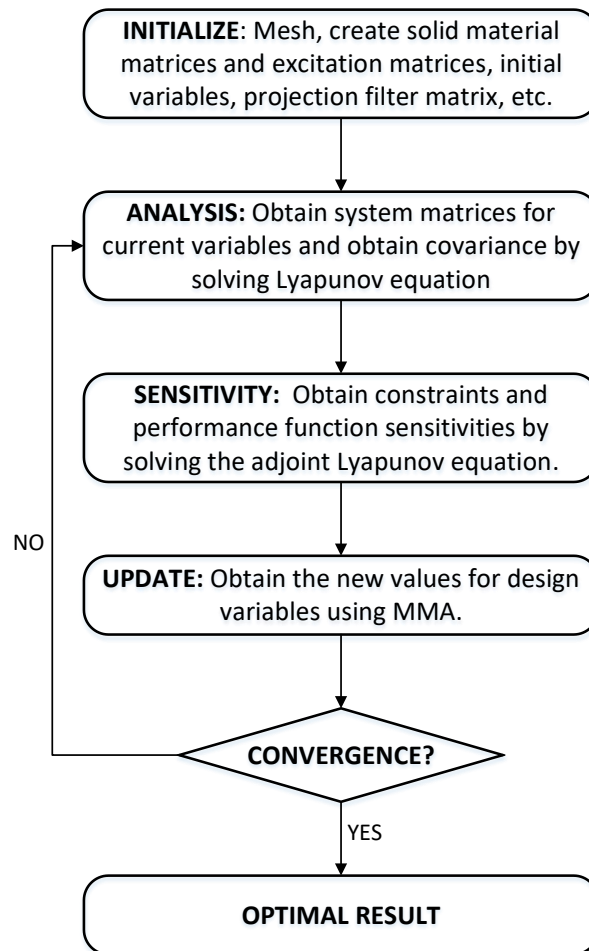 INITIALIZE: Mesh, create solid material
matrices and excitation matrices, initial
variables, projection filter matrix, etc.
ANALYSIS: Obtain system matrices for
current variables and obtain covariance by
solving Lyapunov equation
SENSITIVITY: Obtain constraints and
performance function sensitivities by
solving the adjoint Lyapunov equation.
NO
UPDATE: Obtain the new values for design
variables using MMA.
CONVERGENCE?
YES
OPTIMAL RESULT